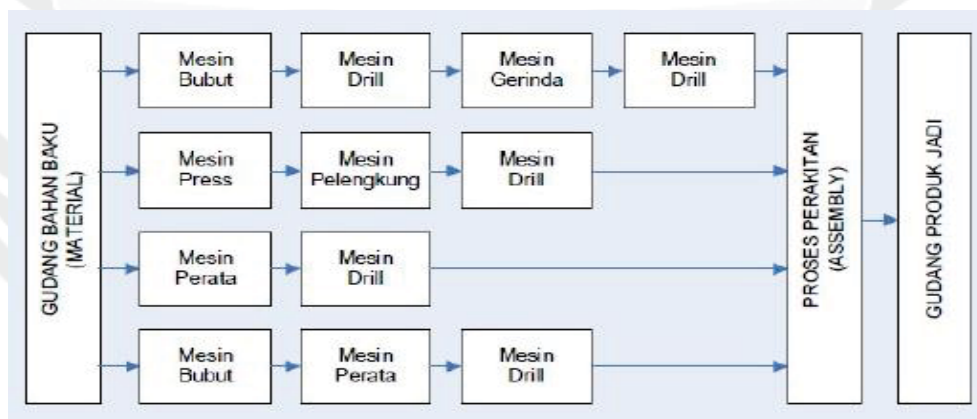 GUDANG BAHAN BAKU
(MATERIAL)
Mesin
Bubut
Mesin
Drill
Mesin
Gerinda
Mesin
Drill
Mesin
Press
Mesin
Pelengkung
Mesin
Drill
Mesin
Perata
Mesin
Drill
Mesin
Bubut
Mesin
Perata
Mesin
Drill
PROSES PERAKITAN
(ASSEMBLY)
GUDANG PRODUK JADI